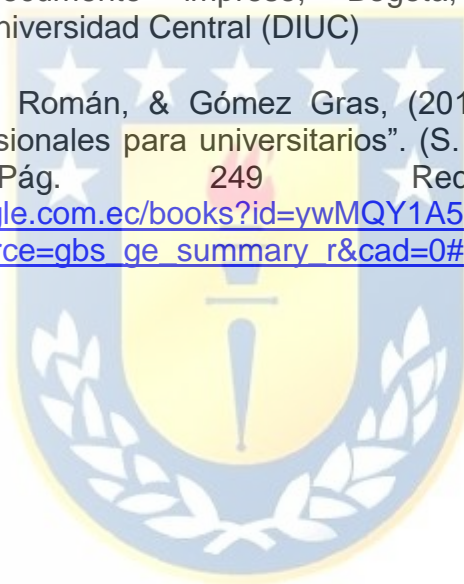 Documento impreso, Bogotá,
niversidad Central (DIUC)
Román, & Gómez Gras, (201
sionales para universitarios”. (S.
Pág. 249 Rec
gle.com.ec/books?id=ywMQY1A5
rce=gbs_ge_summary_r&cad=0#